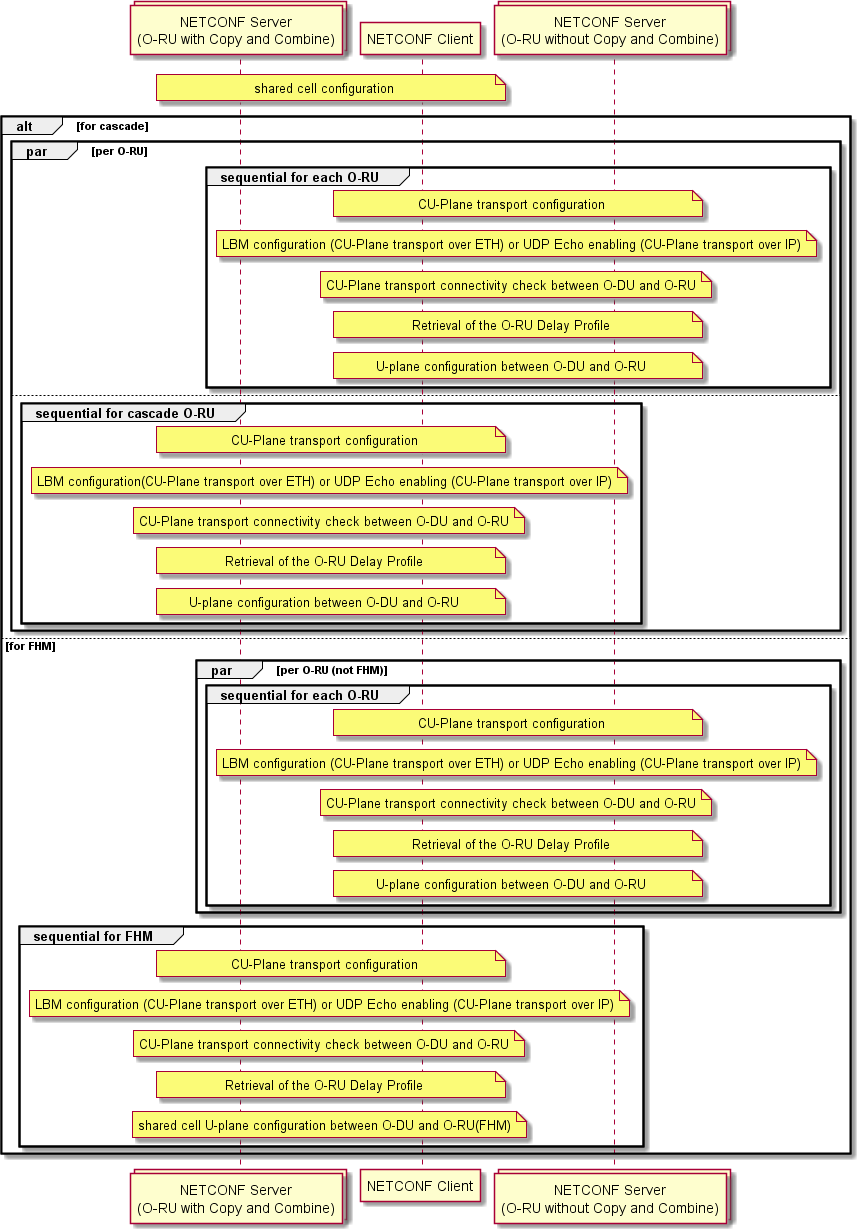 NETCONF Server
(O-RU with Copy and Combine)
NETCONF Client
NETCONF Server
(O-RU without Copy and Combine)
shared cell configuration
alt [for cascade]
par [per O-RU]
sequential for each O-RU
CU-Plane transport configuration
LBM configuration (CU-Plane transport over ETH) or UDP Echo enabling (CU-Plane transport over IP)
CU-Plane transport connectivity check between O-DU and O-RU
Retrieval of the O-RU Delay Profile
U-plane configuration between O-DU and O-RU
sequential for cascade O-RU
CU-Plane transport configuration
LBM configuration(CU-Plane transport over ETH) or UDP Echo enabling (CU-Plane transport over IP)
CU-Plane transport connectivity check between O-DU and O-RU
Retrieval of the O-RU Delay Profile
U-plane configuration between O-DU and O-RU
[for FHM]
par [per O-RU (not FHM)]
sequential for each O-RU
CU-Plane transport configuration
LBM configuration (CU-Plane transport over ETH) or UDP Echo enabling (CU-Plane transport over IP)
CU-Plane transport connectivity check between O-DU and O-RU
Retrieval of the O-RU Delay Profile
U-plane configuration between O-DU and O-RU
sequential for FHM
CU-Plane transport configuration
LBM configuration (CU-Plane transport over ETH) or UDP Echo enabling (CU-Plane transport over IP)
CU-Plane transport connectivity check between O-DU and O-RU
Retrieval of the O-RU Delay Profile
shared cell U-plane configuration between O-DU and O-RU(FHM)
NETCONF Server
(O-RU with Copy and Combine)
NETCONF Client
NETCONF Server
(O-RU without Copy and Combine)